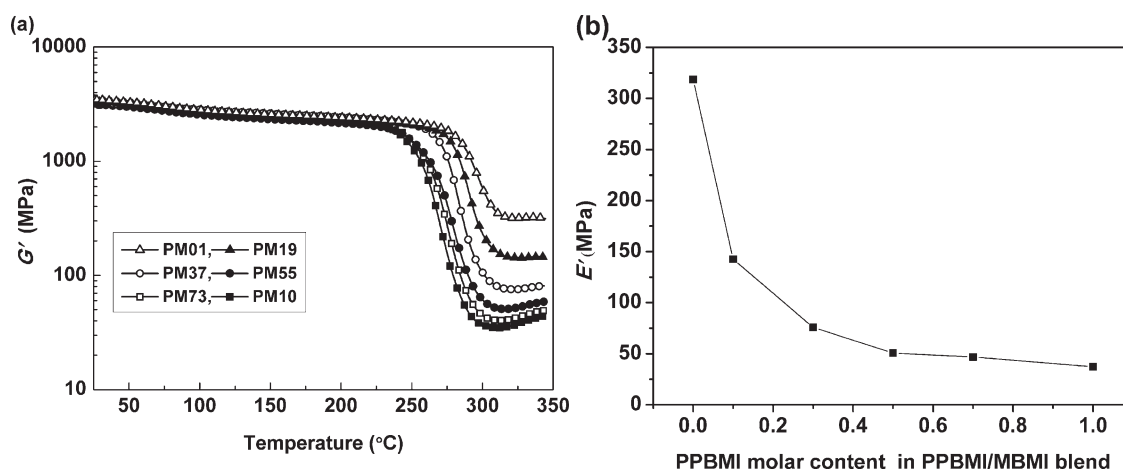 (a)
10000
1000
100
10
G' (MPa)
PM01, PM19
PM37, PM55
PM73, PM10
50 100 150 200 250 300 350
Temperature (°C)
(b)
350
300
250
200
150
100
50
0
E' (MPa)
0.0 0.2 0.4 0.6 0.8 1.0
PPBMI molar content in PPBMI/MBMI blend